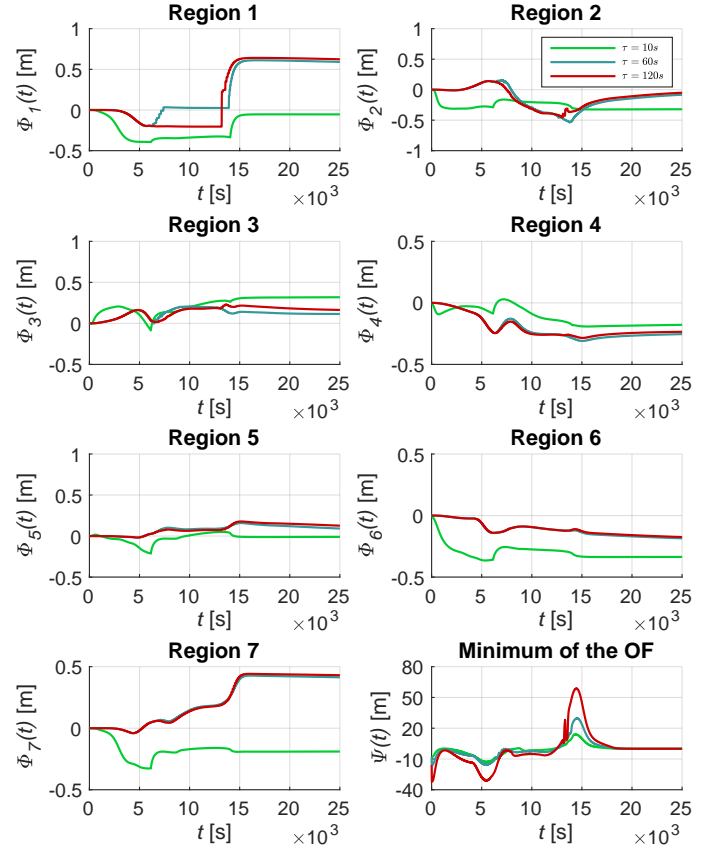 Region 1
Region 2
1
0.5
0
-0.5
Φ1(t) [m]
0 5 10 15 20 25
t [s]
×10^3
1
0.5
0
-0.5
-1
Φ2(t) [m]
τ = 10s
τ = 60s
τ = 120s
0 5 10 15 20 25
t [s]
×10^3
Region 3
Region 4
1
0.5
0
-0.5
Φ3(t) [m]
0 5 10 15 20 25
t [s]
×10^3
0.5
0
-0.5
Φ4(t) [m]
0 5 10 15 20 25
t [s]
×10^3
Region 5
Region 6
1
0.5
0
-0.5
Φ5(t) [m]
0 5 10 15 20 25
t [s]
×10^3
0.5
0
-0.5
Φ6(t) [m]
0 5 10 15 20 25
t [s]
×10^3
Region 7
Minimum of the OF
0.5
0
-0.5
Φ7(t) [m]
0 5 10 15 20 25
t [s]
×10^3
80
50
20
-10
-40
Ψ(t) [m]
0 5 10 15 20 25
t [s]
×10^3